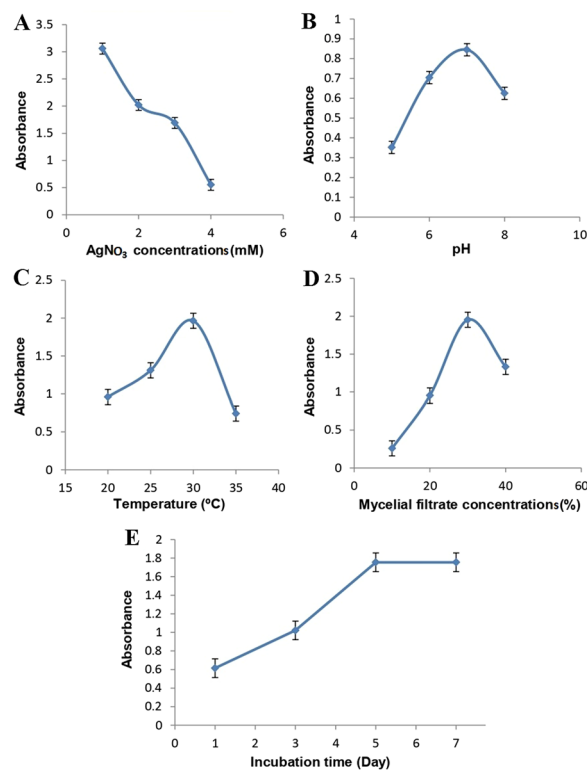 A
3.5
3
2.5
2
1.5
1
0.5
0
Absorbance
0 2 4 6
AgNO₃ concentrations(mM)
B
1
0.9
0.8
0.7
0.6
0.5
0.4
0.3
0.2
0.1
0
Absorbance
4 6 8 10
pH
C
2.5
2
1.5
1
0.5
0
Absorbance
15 20 25 30 35 40
Temperature (ºC)
D
2.5
2
1.5
1
0.5
0
Absorbance
0 20 40 60
Mycelial filtrate concentrations(%)
E
2
1.8
1.6
1.4
1.2
1
0.8
0.6
0.4
0.2
0
Absorbance
0 1 2 3 4 5 6 7
Incubation time (Day)